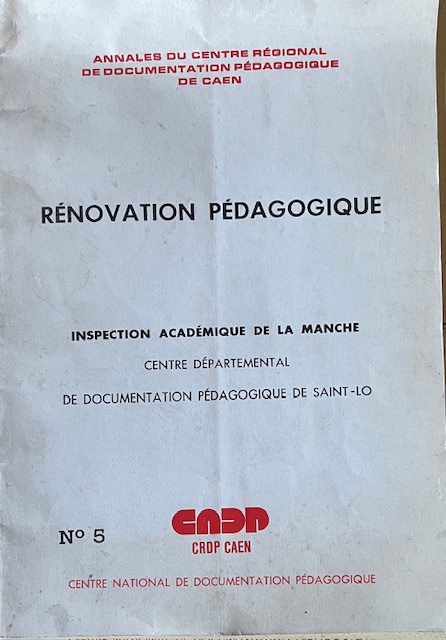 ANNALES DU CENTRE RÉGIONAL
DE DOCUMENTATION PÉDAGOGIQUE
DE CAEN
RÉNOVATION PÉDAGOGIQUE
INSPECTION ACADÉMIQUE DE LA MANCHE
CENTRE DÉPARTEMENTAL
DE DOCUMENTATION PÉDAGOGIQUE DE SAINT-LO
Nº 5
CRDP CAEN
CENTRE NATIONAL DE DOCUMENTATION PÉDAGOGIQUE